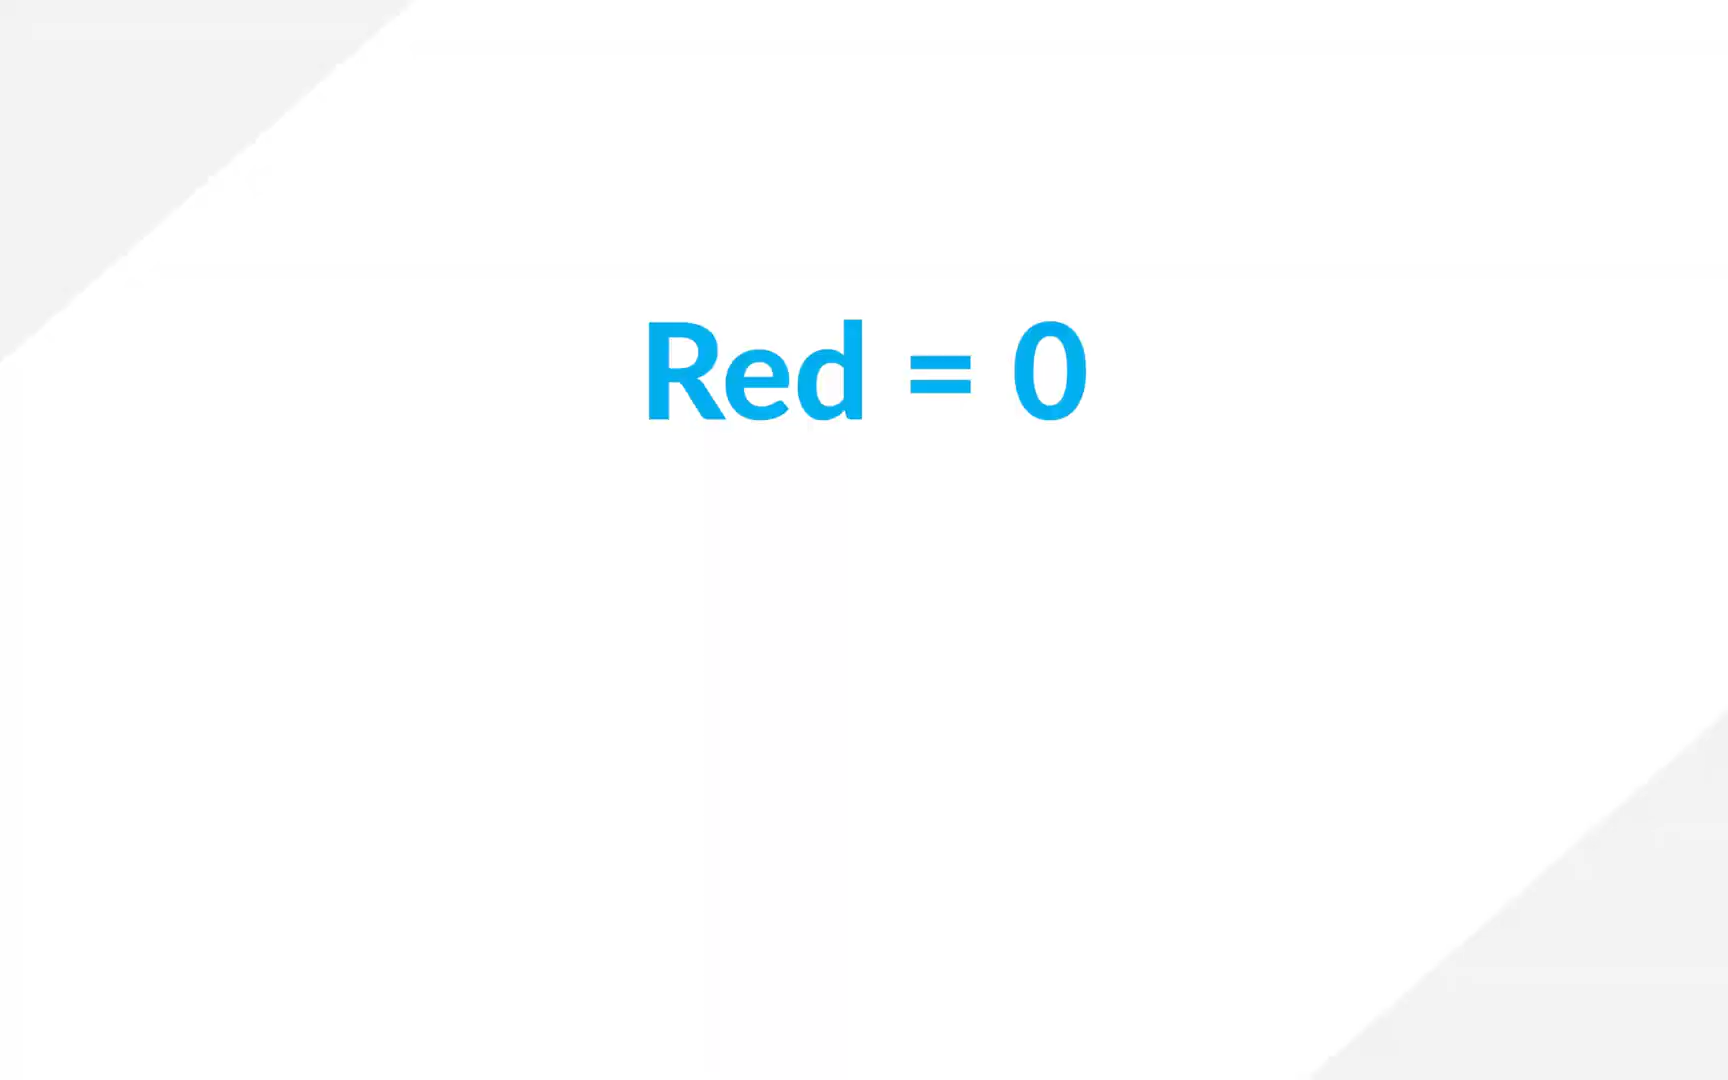 Red = 0